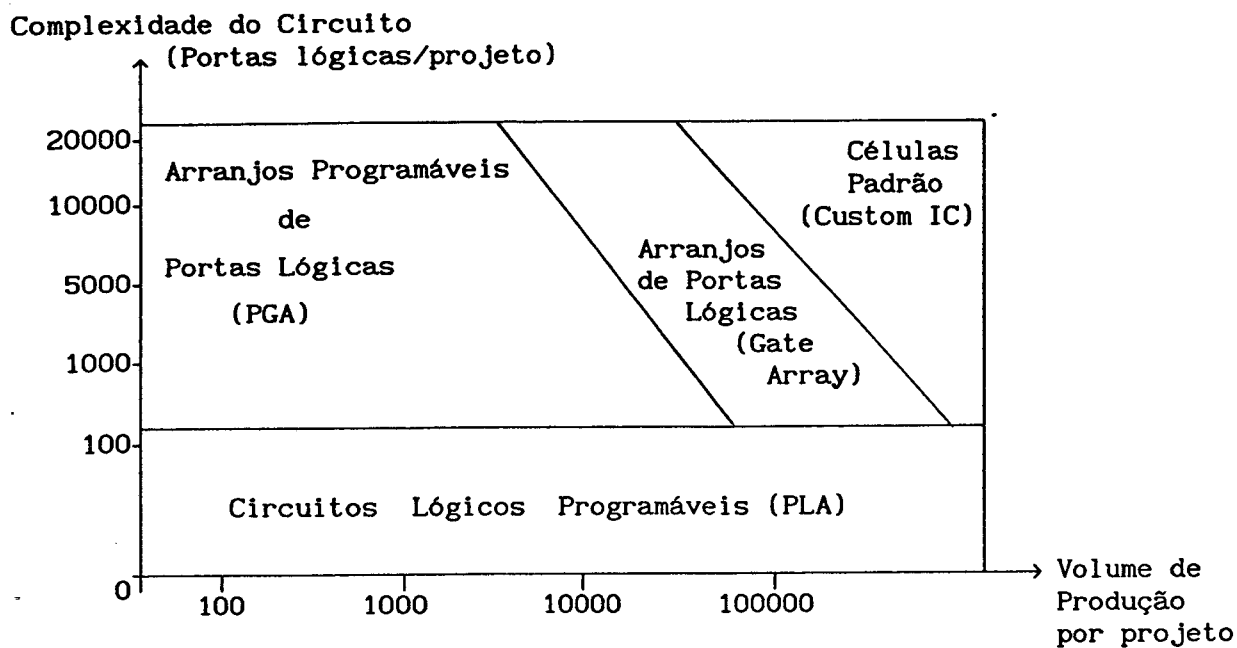 Complexidade do Circuito
(Portas lógicas/projeto)
20000
10000
5000
1000
100
0
Arranjos Programáveis
de
Portas Lógicas
(PGA)
Arranjos
de Portas
Lógicas
(Gate
Array)
Células
Padrão
(Custom IC)
Circuitos Lógicos Programáveis (PLA)
100
1000
10000
100000
Volume de
Produção
por projeto